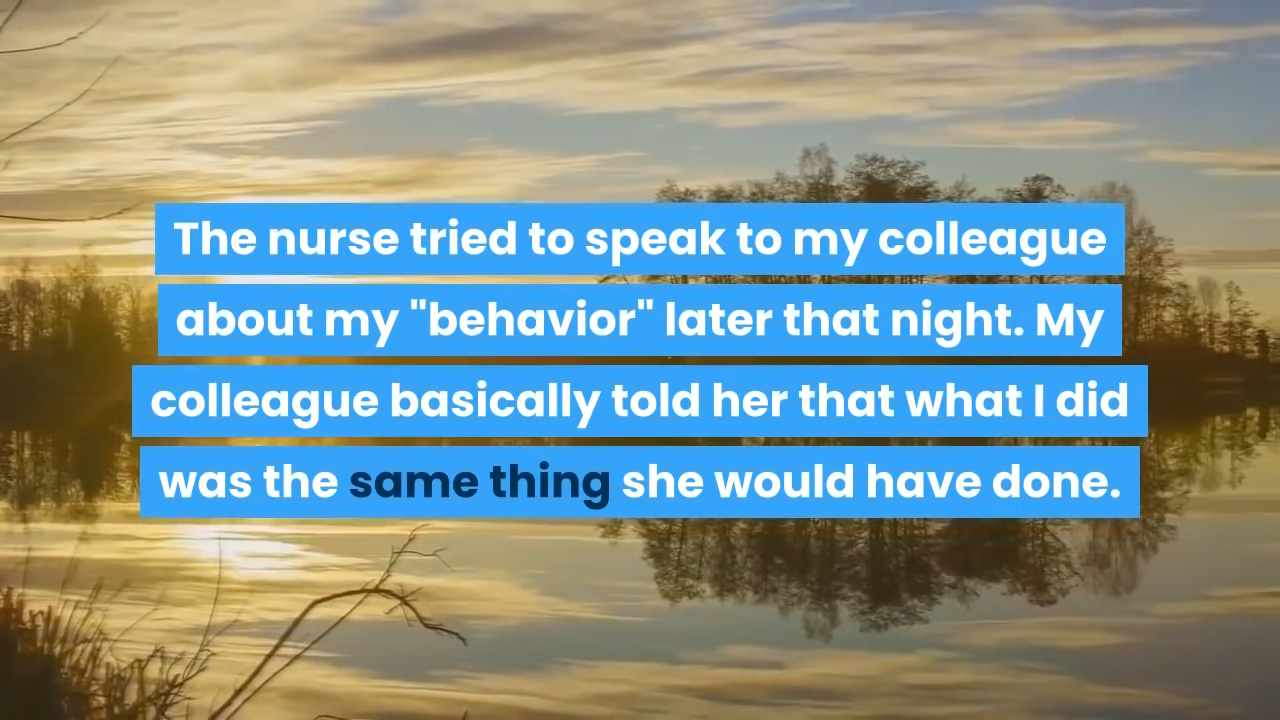 The nurse tried to speak to my colleague
about my "behavior" later that night. My
colleague basically told her that what I did
was the same thing she would have done.